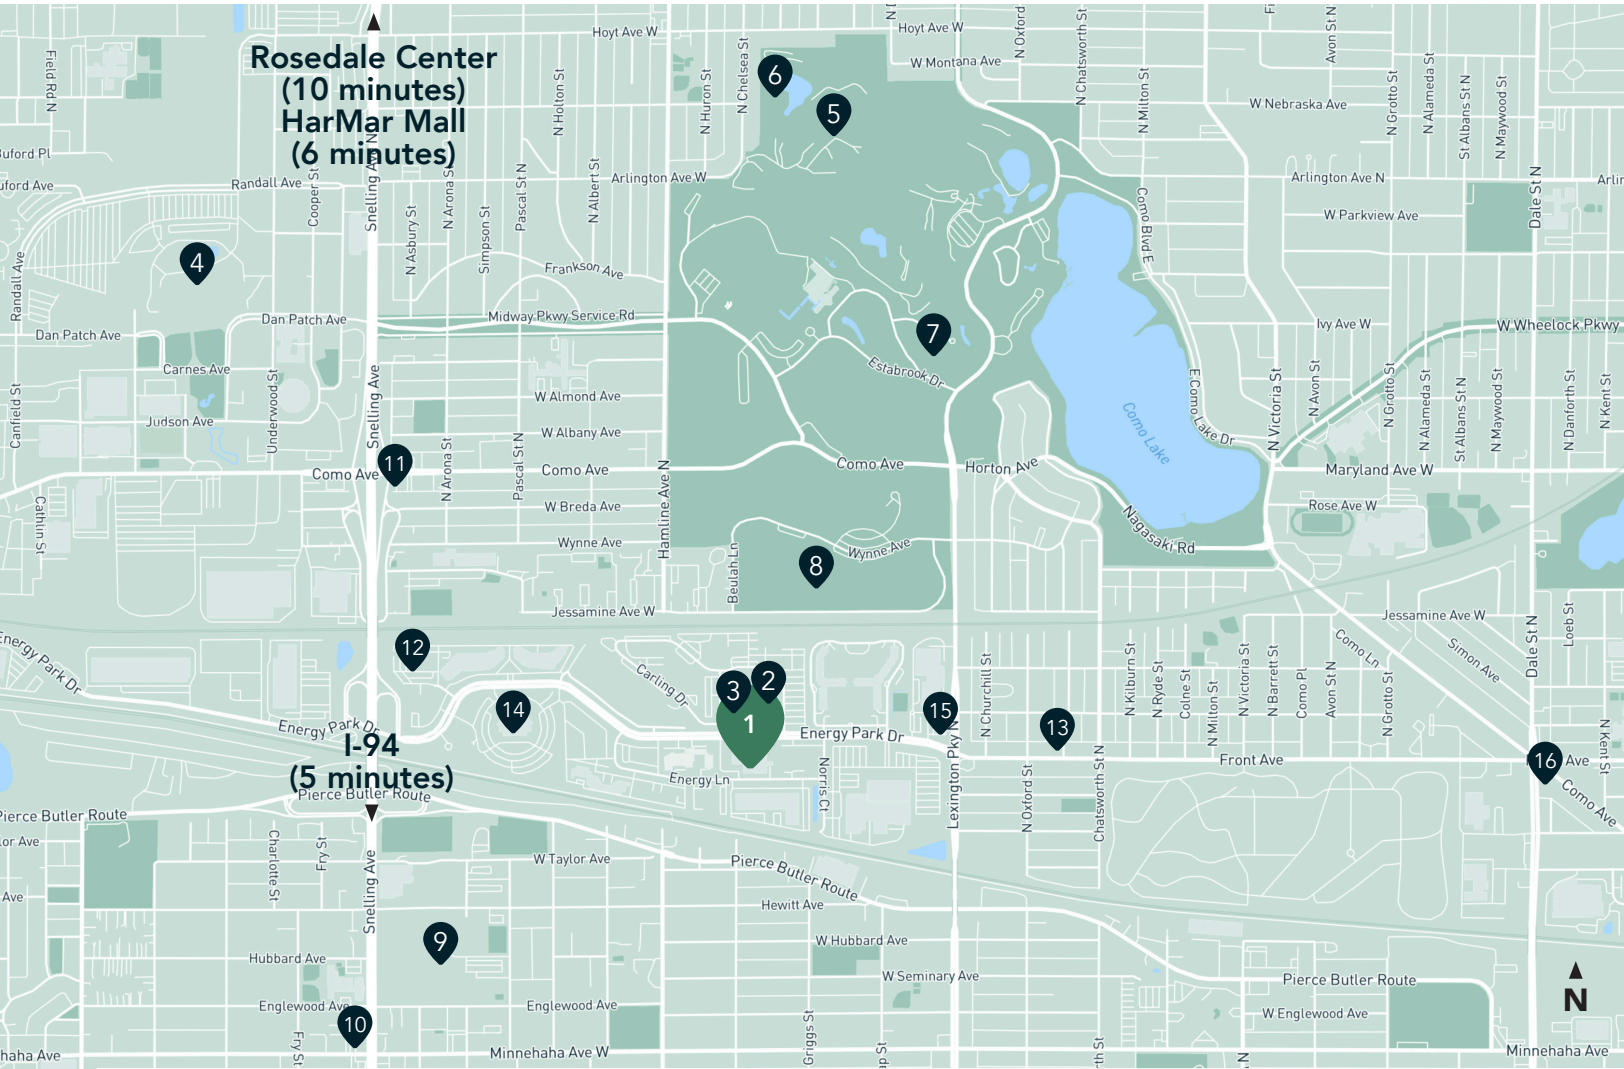 Hoyt Ave W
Hoyt Ave W
W Montana Ave
N Oxford
N Chatsworth St
Avon St N
Field Rd N
Rosedale Center
(10 minutes)
HarMar Mall
(6 minutes)
N Holton St
N Huron St
N Chelsea St
6
5
N Milton St
W Nebraska Ave
N Grotto St
N Alameda St
St Albans St N
N Maywood St
Buford Pl
uford Ave
Randall Ave
Cooper St
Snelling Ave N
N Asbury St
N Arona St
Simpson St
Pascal St N
N Albert St
Arlington Ave W
Arlington Ave N
Arlin
W Parkview Ave
Dale St N
Como Blvd E
4
Randall Ave
Frankson Ave
Dan Patch Ave
Dan Patch Ave
Midway Pkwy Service Rd
7
Ivy Ave W
W Wheelock Pkwy
Carnes Ave
Estabrook Dr
Judson Ave
Canfield St
Underwood St
Snelling Ave
W Almond Ave
W Albany Ave
Como Lake
E Como Lake Dr
N Victoria St
N Avon St
N Grotto St
N Alameda St
St Albans St N
N Maywood St
N Danforth St
N Kent St
11
Como Ave
N Arona St
Pascal St N
Como Ave
Hamline Ave N
Como Ave
Horton Ave
Maryland Ave W
Cathlin St
W Breda Ave
Rose Ave W
Nagasaki Rd
Wynne Ave
Wynne Ave
8
Beulah Ln
Jessamine Ave W
Jessamine Ave W
Loeb St
Energy Park Dr
12
Como Ln
Simon Ave
Dale St N
Carling Dr
3
2
1
14
15
13
N Churchill St
N Kilburn St
N Ryde St
Colne St
N Milton St
N Victoria St
N Barrett St
Como Pl
Avon St N
N Grotto St
Energy Park Dr
Energy Park Dr
I-94
(5 minutes)
Lexington Pky N
Front Ave
16
Ave
N Kent St
Como Ave
Energy Ln
Norris Ct
N Oxford St
Chatsworth St N
Pierce Butler Route
Pierce Butler Route
lor Ave
Charlotte St
Fry St
Snelling Ave
W Taylor Ave
Pierce Butler Route
Ave
Hewitt Ave
9
W Hubbard Ave
Hubbard Ave
W Seminary Ave
Pierce Butler Route
N
Englewood Ave
10
Englewood Ave
W Englewood Ave
Fry St
Griggs St
haha Ave
Minnehaha Ave W
Minnehaha Ave